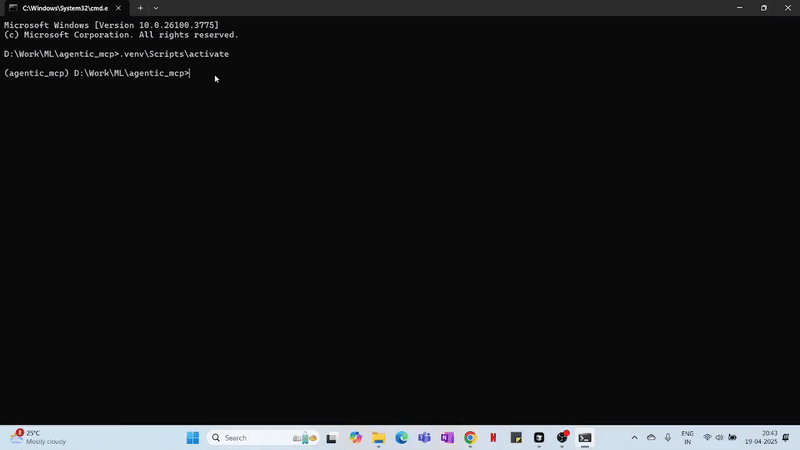 C:\Windows\System32\cmd.e
Microsoft Windows [Version 10.0.26100.3775]
(c) Microsoft Corporation. All rights reserved.
D:\Work\ML\agentic_mcp>.venv\Scripts\activate
(agentic_mcp) D:\Work\ML\agentic_mcp>
8
25°C
Mostly cloudy
Search
ENG
IN
20:43
19-04-2025